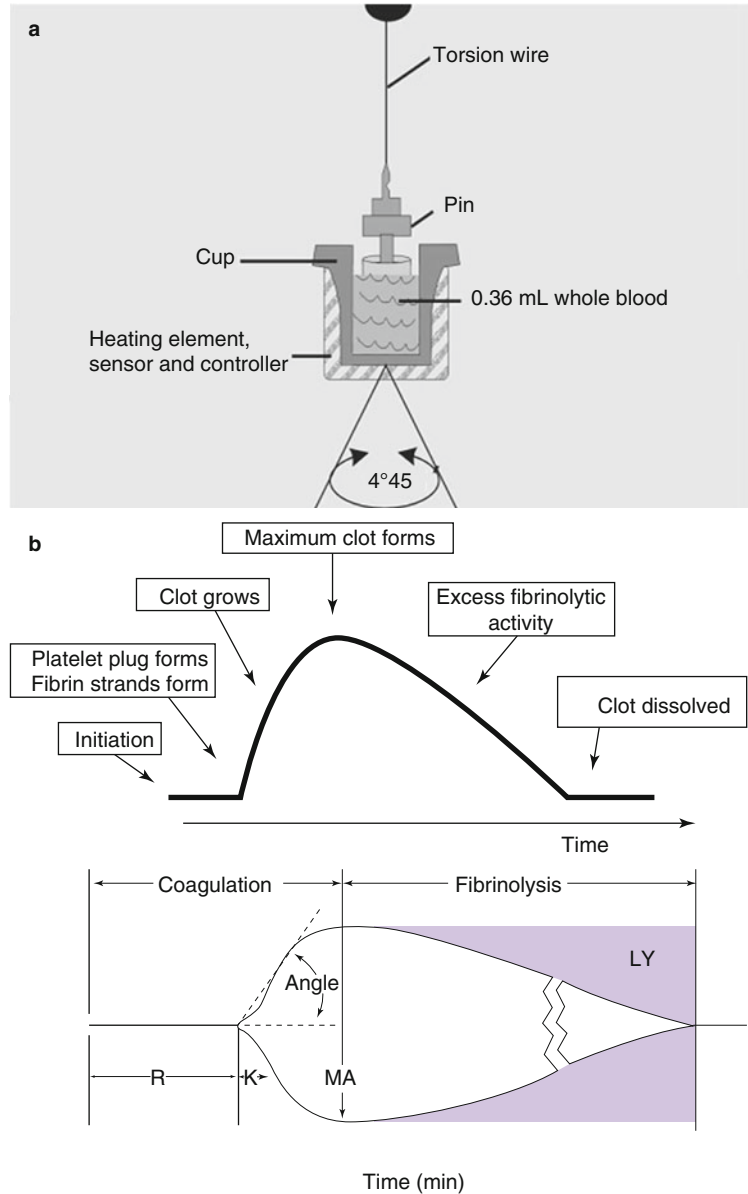 a
Torsion wire
Pin
Cup
0.36 mL whole blood
Heating element,
sensor and controller
4°45
b
Maximum clot forms
Clot grows
Excess fibrinolytic
activity
Platelet plug forms
Fibrin strands form
Clot dissolved
Initiation
Time
Coagulation
Fibrinolysis
LY
Angle
R
K
MA
Time (min)